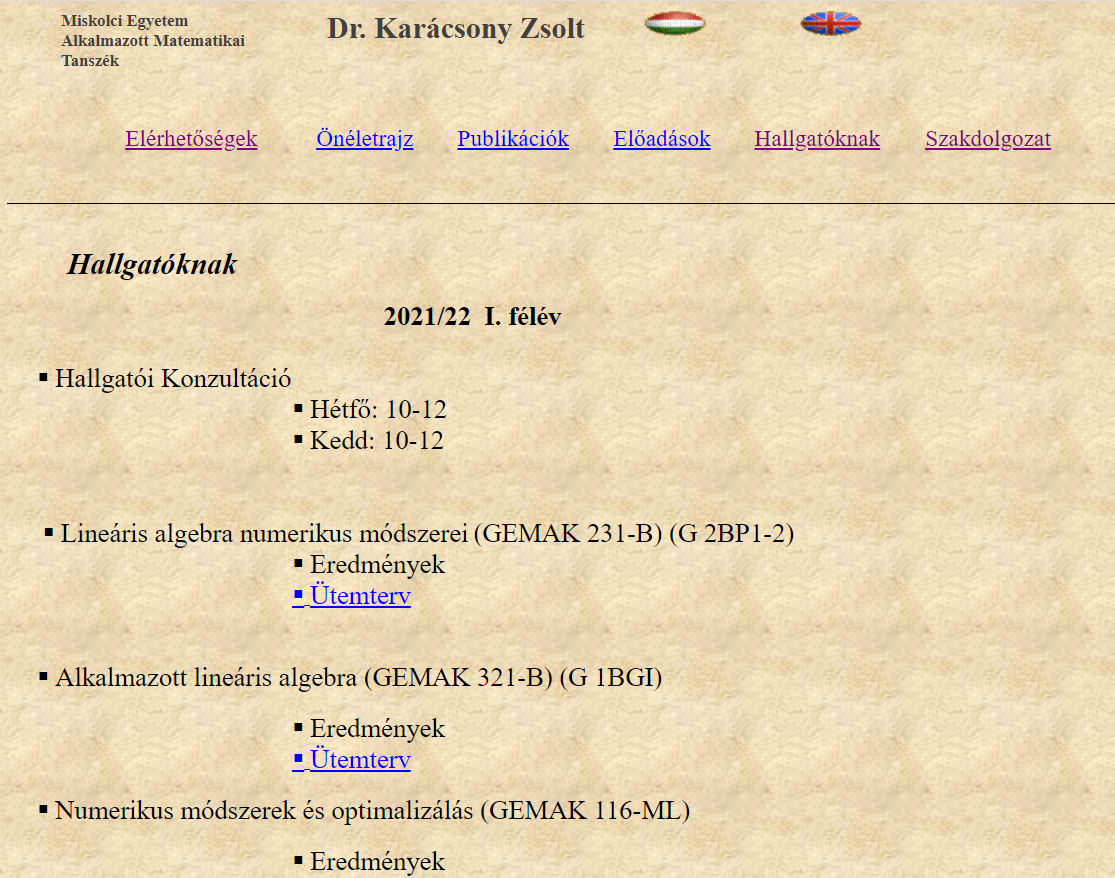 Miskolci Egyetem
Alkalmazott Matematikai
Tanszék
Dr. Karácsony Zsolt
Elérhetőségek Önéletrajz Publikációk Előadások Hallgatóknak Szakdolgozat
Hallgatóknak
2021/22 I. félév
▪ Hallgatói Konzultáció
▪ Hétfő: 10-12
▪ Kedd: 10-12
▪ Lineáris algebra numerikus módszerei (GEMAK 231-B) (G 2BP1-2)
▪ Eredmények
▪ Ütemterv
▪ Alkalmazott lineáris algebra (GEMAK 321-B) (G 1BGI)
▪ Eredmények
▪ Ütemterv
▪ Numerikus módszerek és optimalizálás (GEMAK 116-ML)
▪ Eredmények